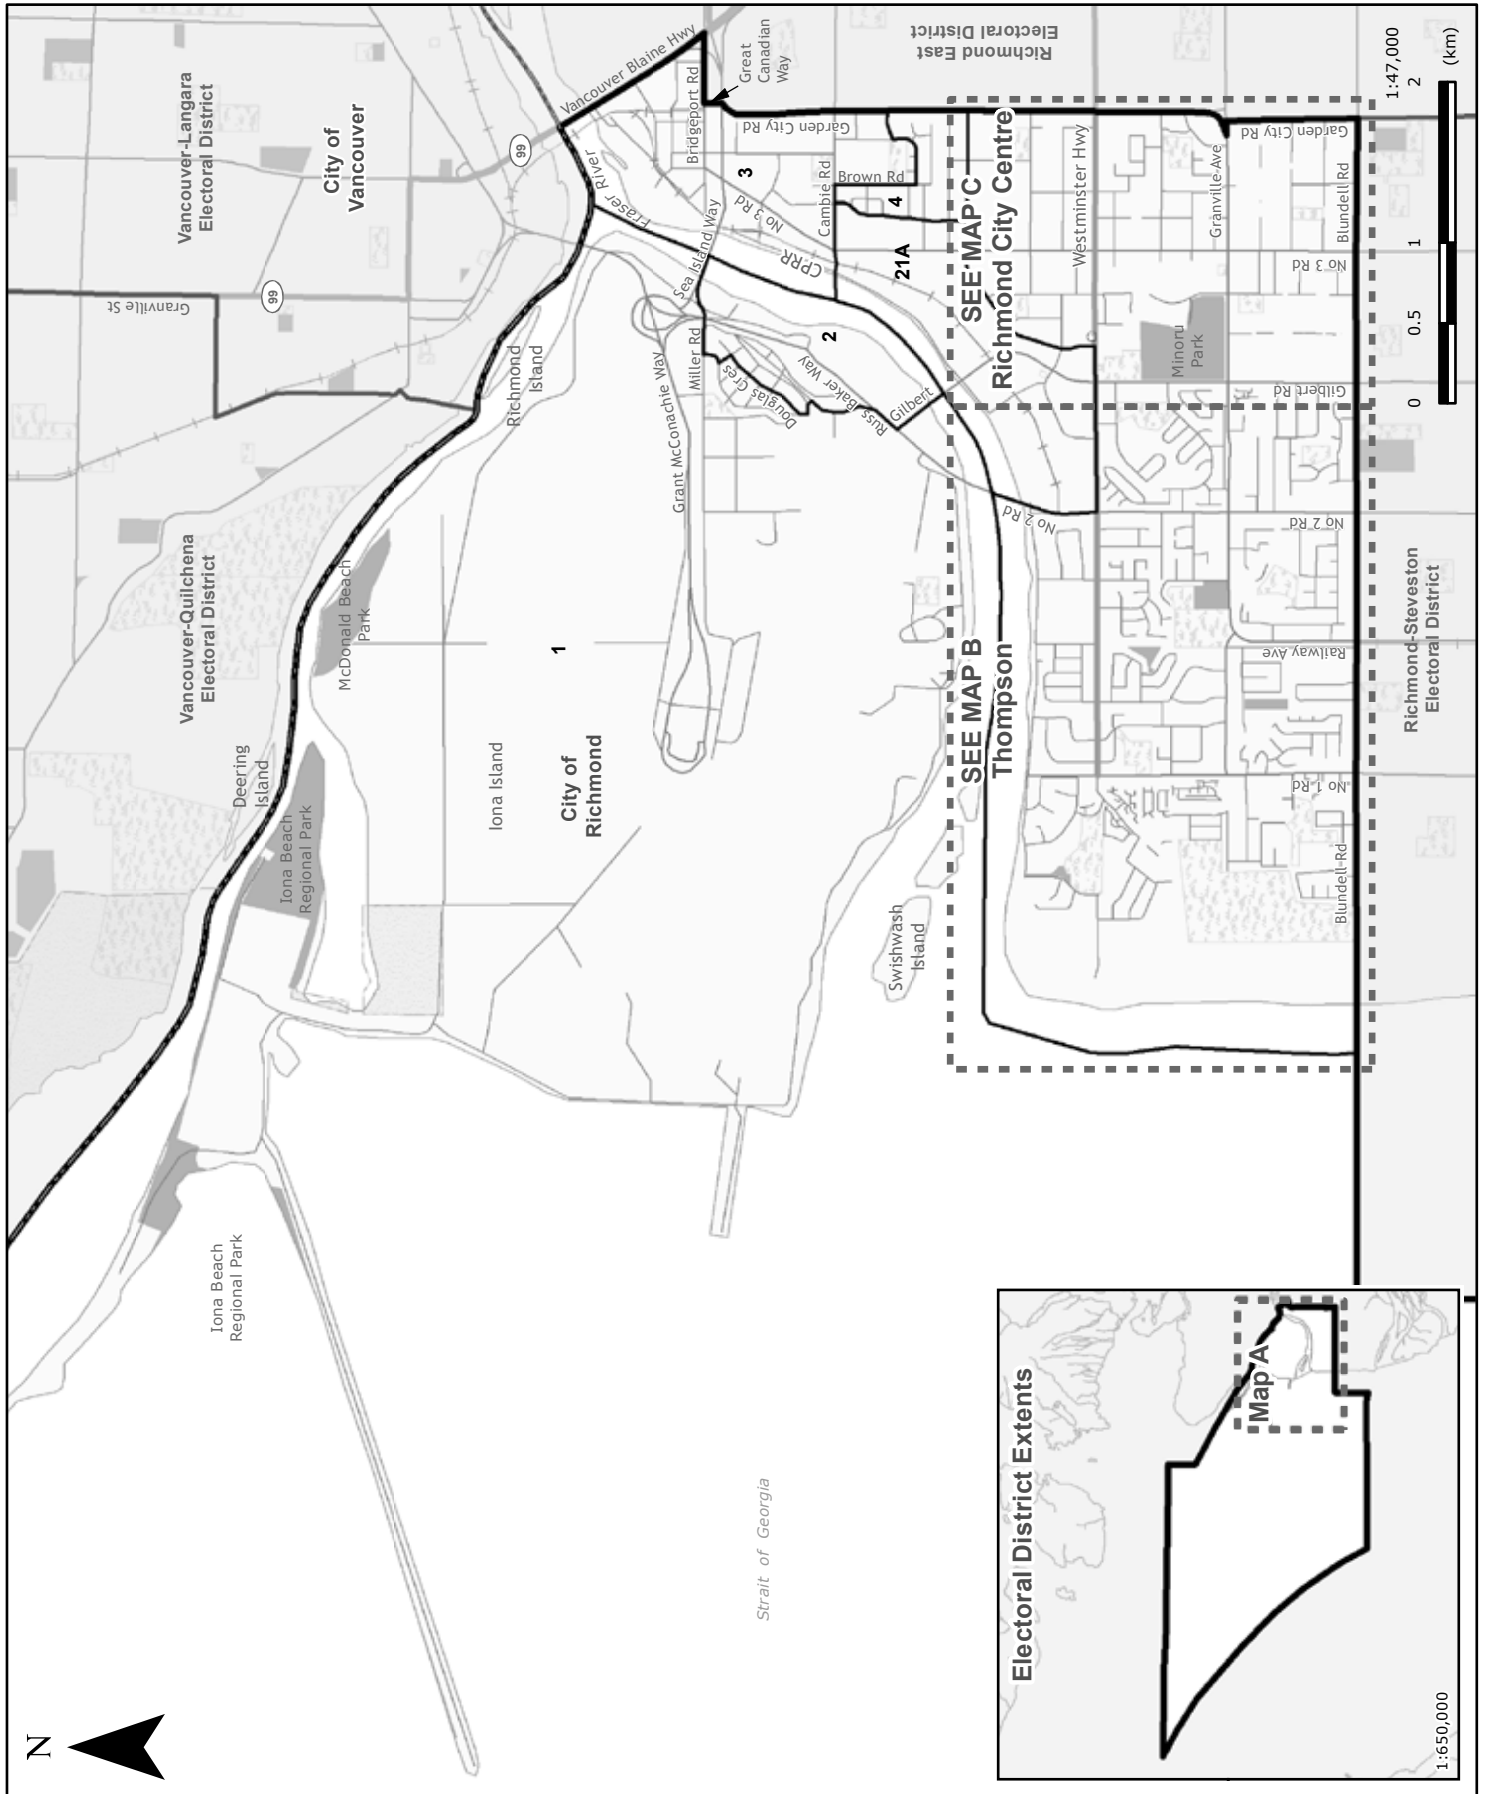 N
Vancouver-Langara
Electoral District
City of
Vancouver
99
Granville St
99
Vancouver Blaine Hwy
Bridgeport Rd
Great
Canadian
Way
Richmond East
Electoral District
Garden City Rd
Fraser River
3
No 3 Rd
Cambie Rd
Brown Rd
4
21A
CPRR
Sea Island Way
Richmond
Island
Miller Rd
Grant McConachie Way
2
Douglas Cres
Russ Baker Way
Gilbert
Vancouver-Quilchena
Electoral District
McDonald Beach
Park
Deering
Island
Iona Beach
Regional Park
Iona Island
1
City of
Richmond
Swishwash
Island
Iona Beach
Regional Park
Strait of Georgia
SEE MAP C
Richmond City Centre
Westminster Hwy
Granville Ave
Garden City Rd
Blundell Rd
No 3 Rd
Minoru
Park
Gilbert Rd
SEE MAP B
Thompson
No 2 Rd
No 2 Rd
Railway Ave
No 1 Rd
Blundell Rd
Richmond-Steveston
Electoral District
1:47,000
0
0.5
1
2
(km)
Electoral District Extents
Map A
1:650,000